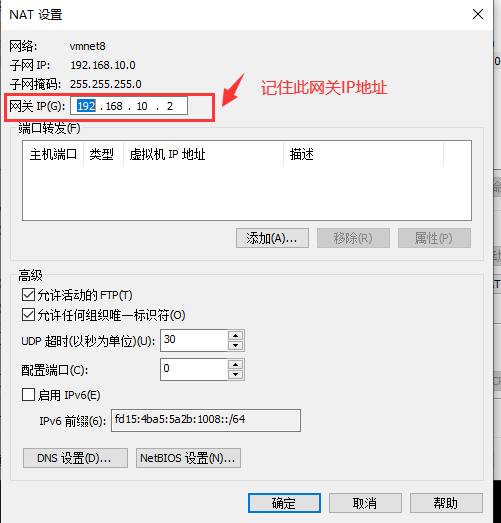 NAT 设置
网络: vmnet8
子网 IP: 192.168.10.0
子网掩码: 255.255.255.0
网关 IP(G): 192 . 168 . 10 . 2
记住此网关IP地址
端口转发(F)
主机端口 类型 虚拟机 IP 地址 描述
添加(A)... 移除(R) 属性(P)
高级
允许活动的 FTP(T)
允许任何组织唯一标识符(O)
UDP 超时(以秒为单位)(U): 30
配置端口(C): 0
启用 IPv6(E)
IPv6 前缀(6): fd15:4ba5:5a2b:1008::/64
DNS 设置(D)... NetBIOS 设置(N)...
确定 取消 帮助